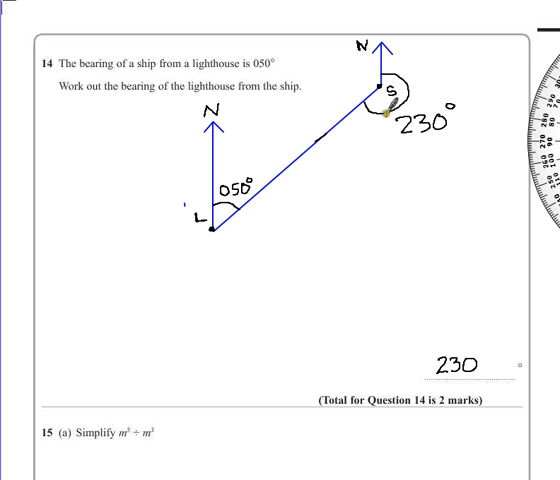 14 The bearing of a ship from a lighthouse is 050°
Work out the bearing of the lighthouse from the ship.
N
S
230°
N
050°
L
230 °
(Total for Question 14 is 2 marks)
15 (a) Simplify m⁵ ÷ m³